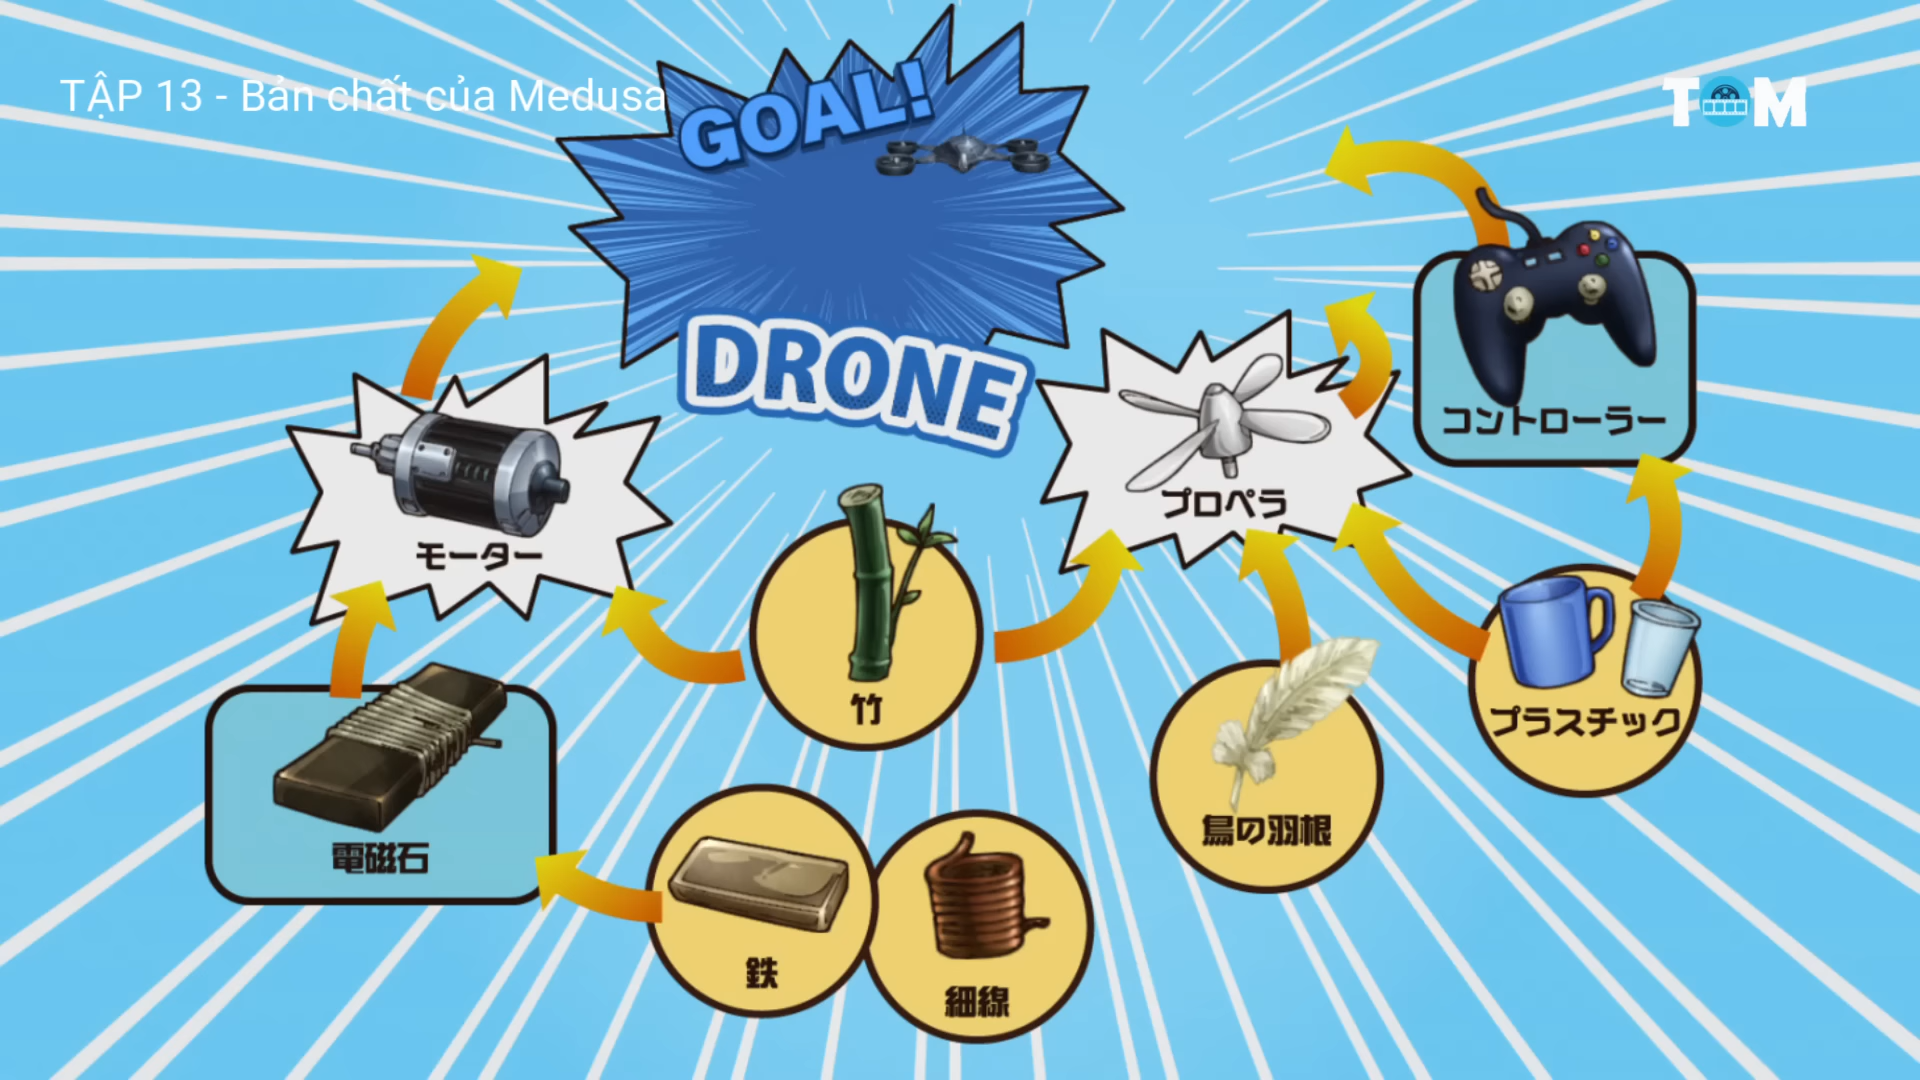 TẬP 13 - Bản chất của Medusa
GOAL!
TOM
DRONE
コントローラー
プロペラ
モーター
竹
プラスチック
鳥の羽根
電磁石
鉄
細線